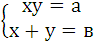 {xy = а
x + y = в